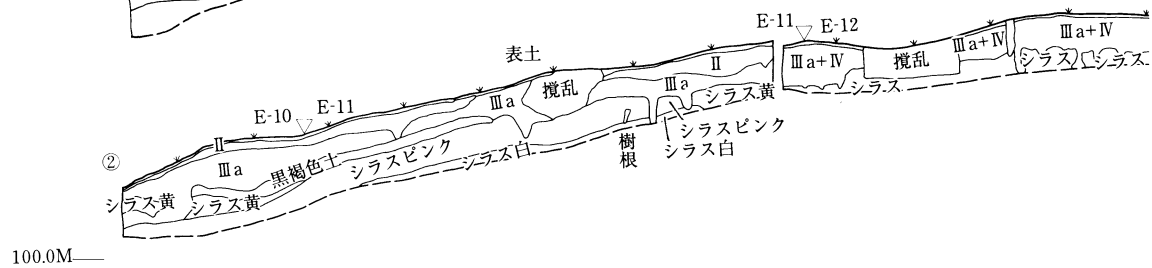 E-11 E-12
表土 Ⅲa+Ⅳ 攪乱 Ⅲa+Ⅳ Ⅲa+Ⅳ
Ⅱ
Ⅲa 攪乱 Ⅲa シラス シラス
E-10 E-11 シラス黄 シラス
② Ⅱ シラスピンク
Ⅲa 黒褐色土 シラスピンク シラス白 樹根 シラス白
シラス黄 シラス黄
100.0M